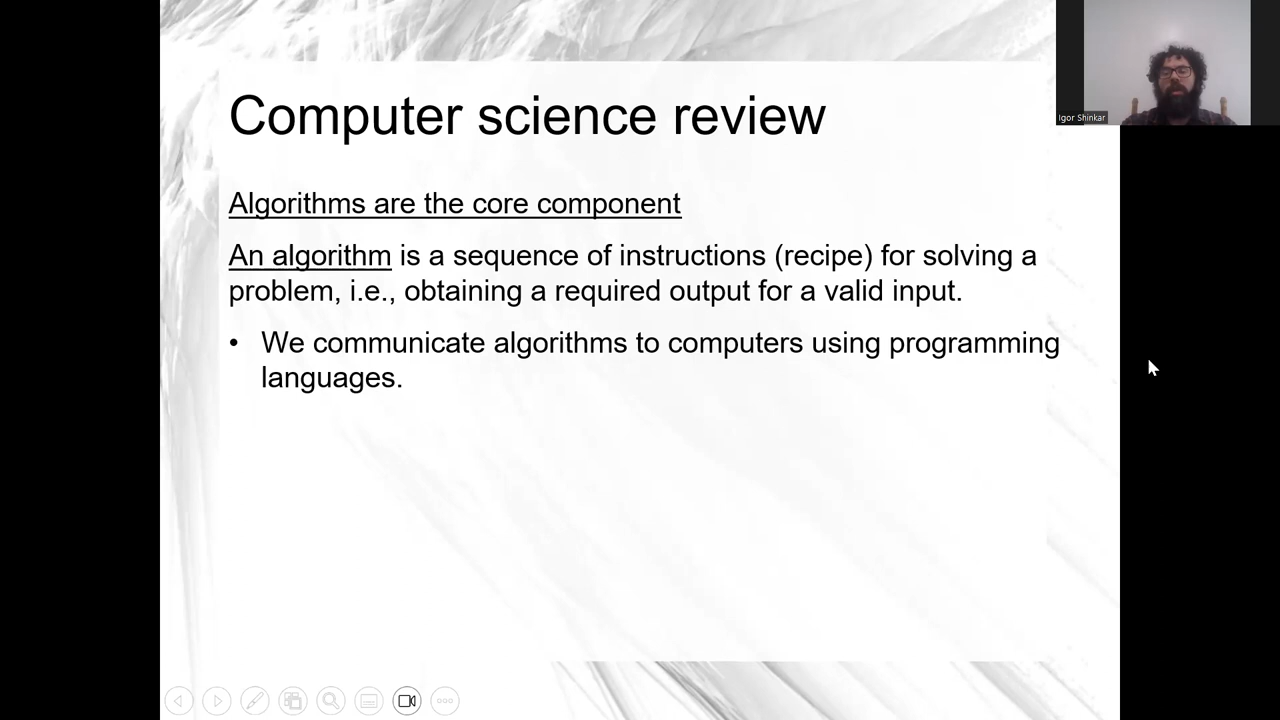 Computer science review
Algorithms are the core component
An algorithm is a sequence of instructions (recipe) for solving a
problem, i.e., obtaining a required output for a valid input.
• We communicate algorithms to computers using programming
languages.
Igor Shinkar